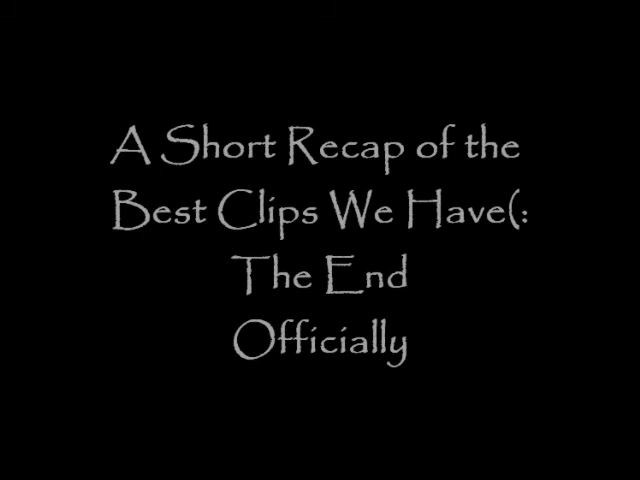 A Short Recap of the
Best Clips We Have(:
The End
Officially